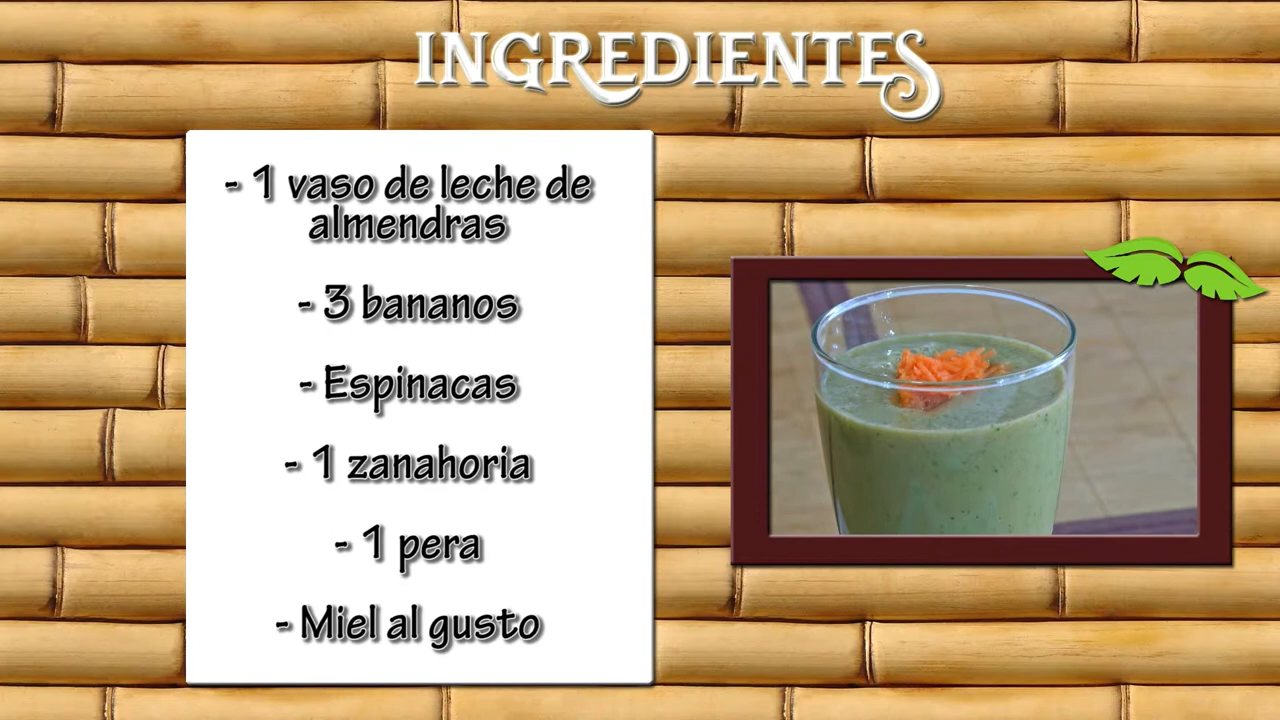 INGREDIENTES
- 1 vaso de leche de
almendras
- 3 bananos
- Espinacas
- 1 zanahoria
- 1 pera
- Miel al gusto